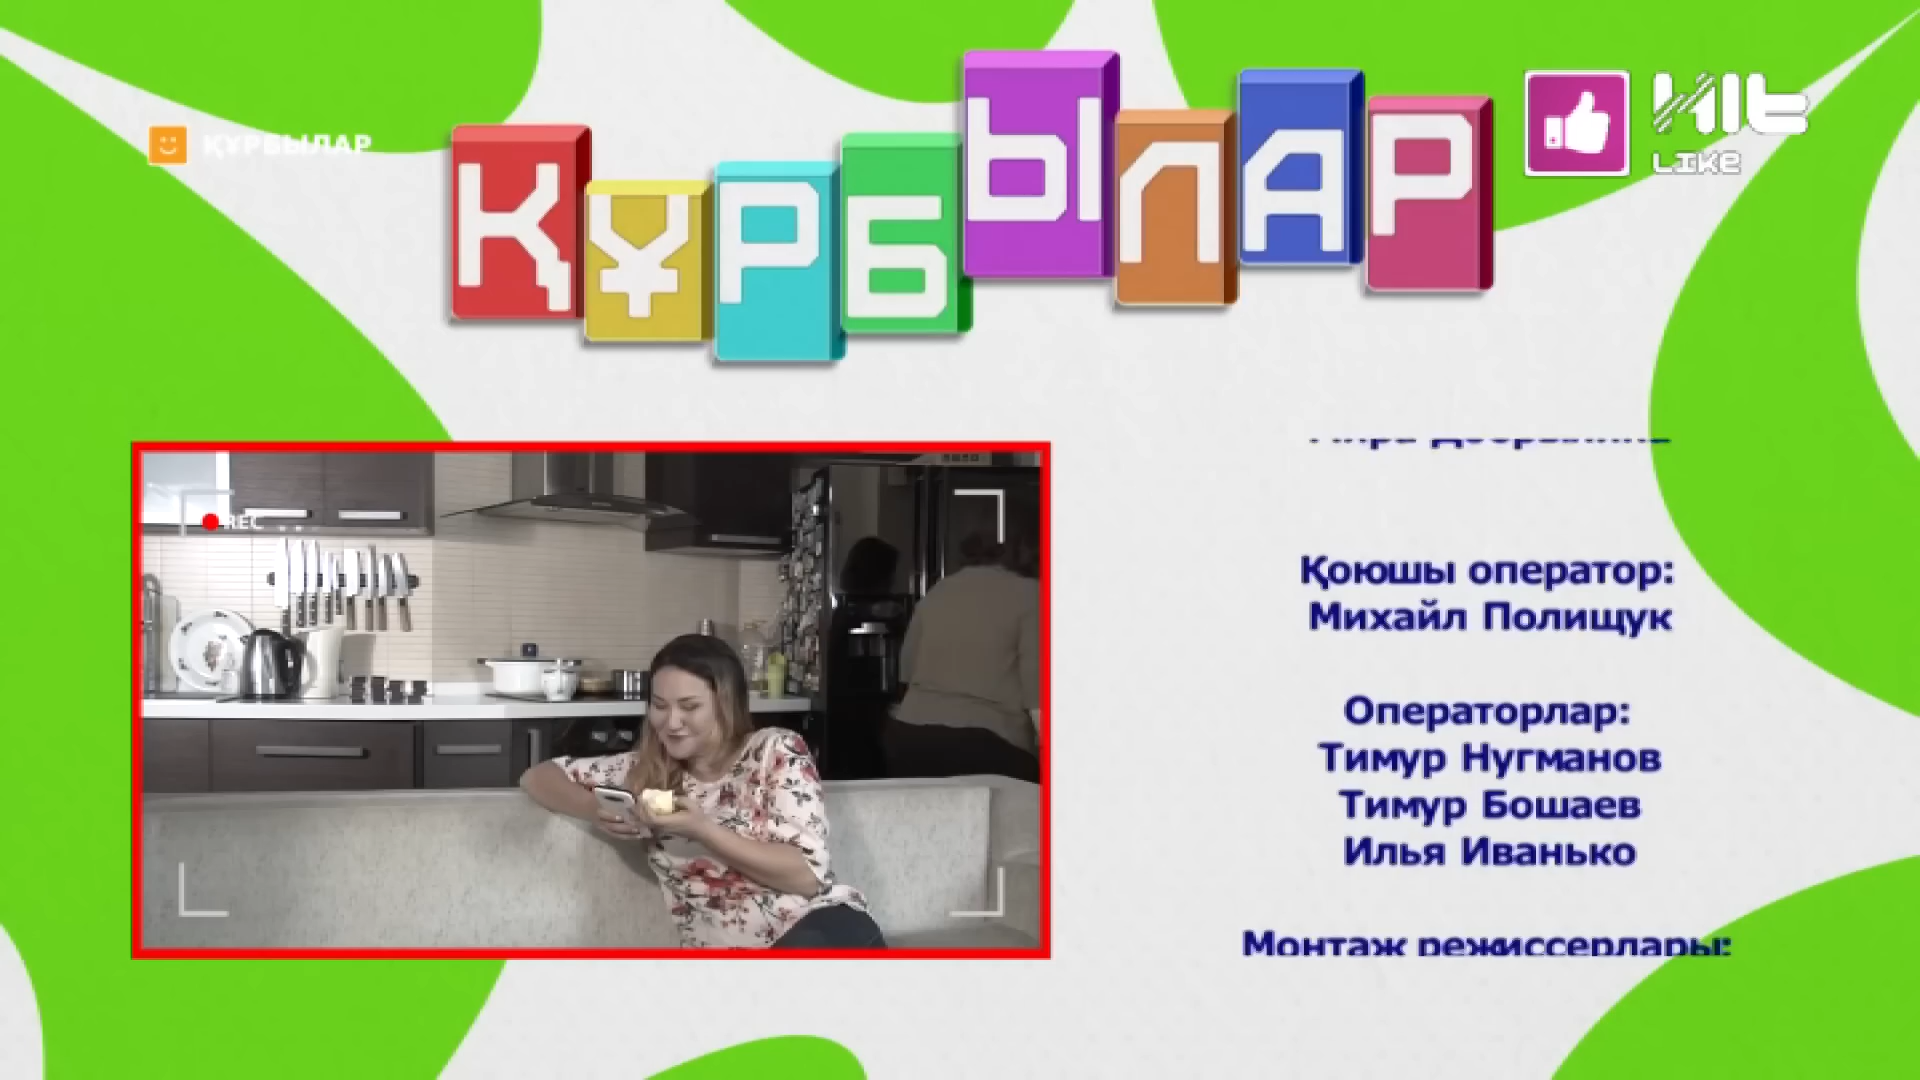 ҚҰРБЫЛАР
ҚҰРБЫЛАР
HIt
LIKE
REC
Қоюшы оператор:
Михайл Полищук
Операторлар:
Тимур Нугманов
Тимур Бошаев
Илья Иванько
Монтаж режиссерлары: